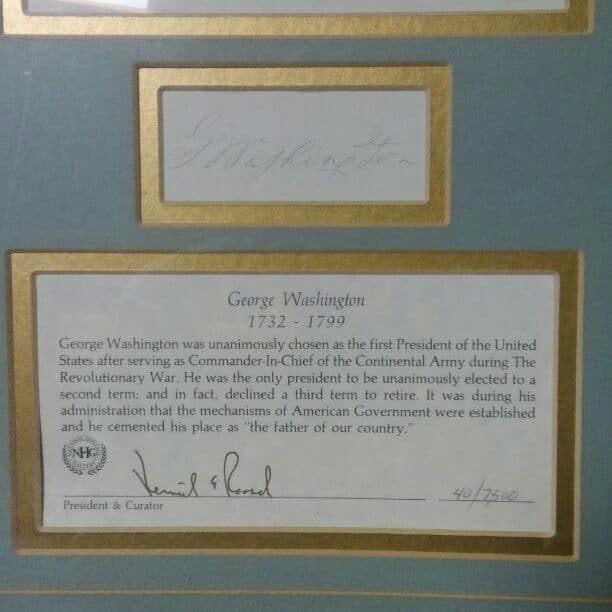 G Washington
George Washington
1732 - 1799
George Washington was unanimously chosen as the first President of the United
States after serving as Commander-In-Chief of the Continental Army during The
Revolutionary War. He was the only president to be unanimously elected to a
second term; and in fact, declined a third term to retire. It was during his
administration that the mechanisms of American Government were established
and he cemented his place as "the father of our country."
NHG
40/7500
President & Curator